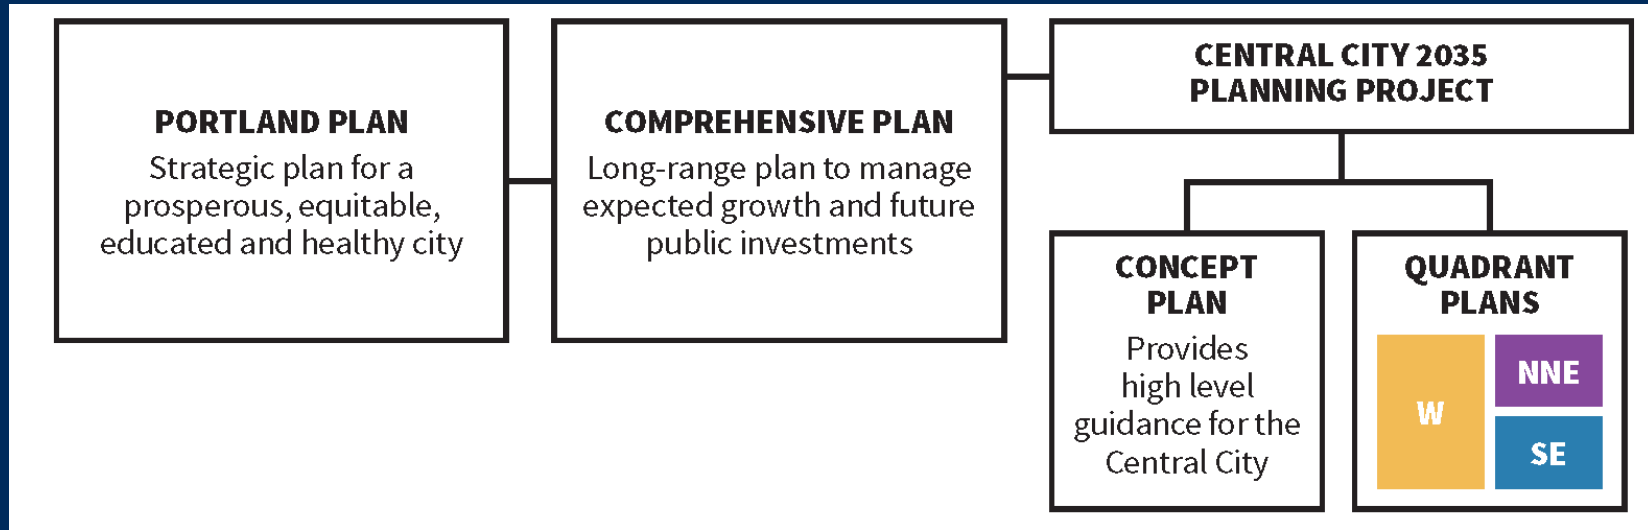 PORTLAND PLAN
Strategic plan for a
prosperous, equitable,
educated and healthy city
COMPREHENSIVE PLAN
Long-range plan to manage
expected growth and future
public investments
CENTRAL CITY 2035
PLANNING PROJECT
CONCEPT
PLAN
Provides
high level
guidance for the
Central City
QUADRANT
PLANS
W
NNE
SE